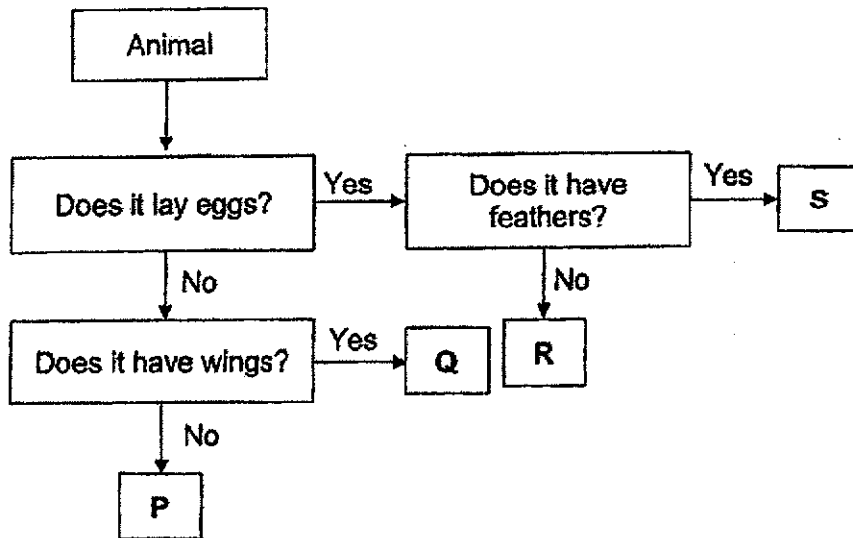 Animal
Does it lay eggs?
Yes
Does it have
feathers?
Yes
S
No
No
Does it have wings?
Yes
Q
R
No
P